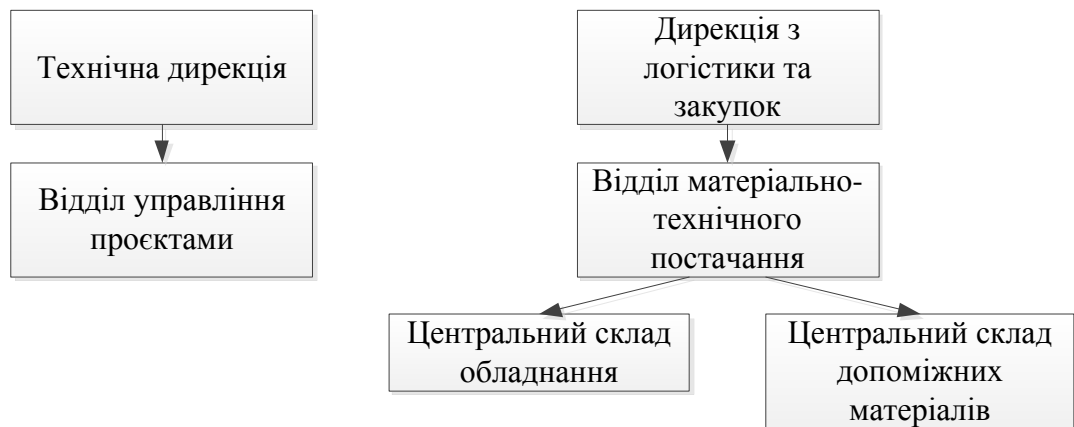 Технічна дирекція
Дирекція з
логістики та
закупок
Відділ управління
проєктами
Відділ матеріально-
технічного
постачання
Центральний склад
обладнання
Центральний склад
допоміжних
матеріалів